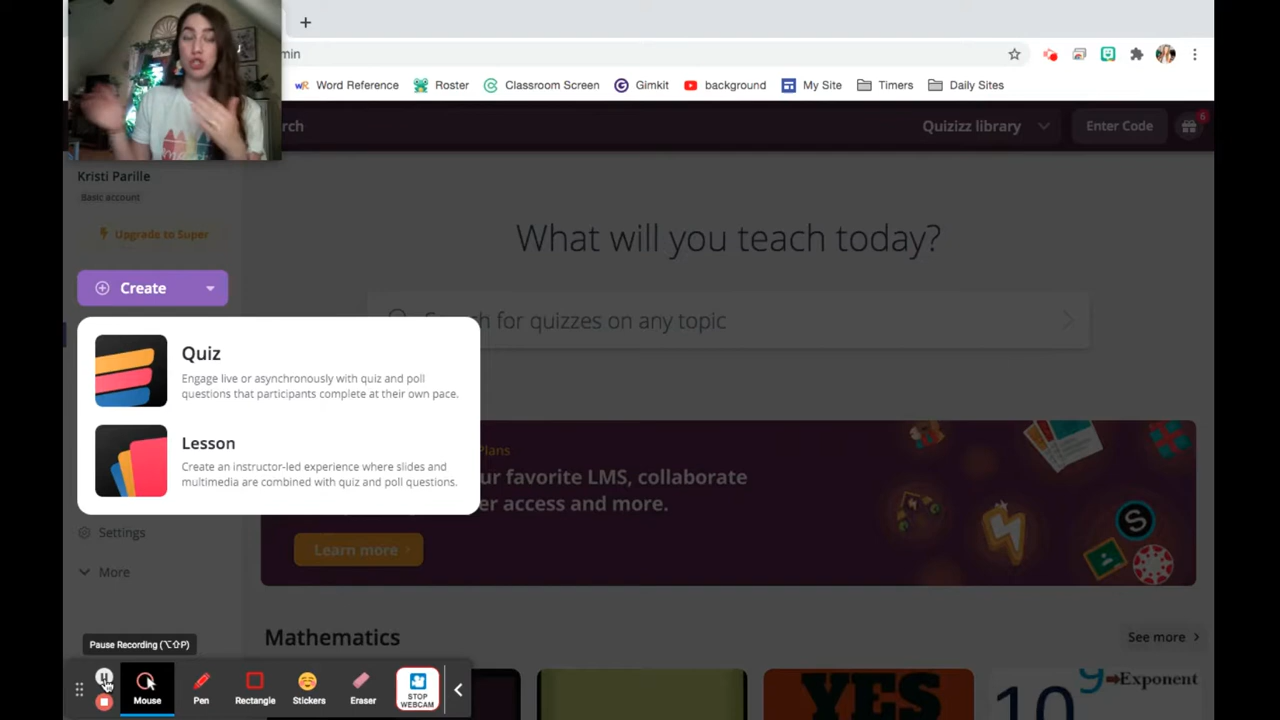 min
Word Reference
Roster
Classroom Screen
Gimkit
background
My Site
Timers
Daily Sites
rch
Quizizz library
Enter Code
6
Kristi Parille
Basic account
Upgrade to Super
What will you teach today?
Create
Search for quizzes on any topic
Quiz
Engage live or asynchronously with quiz and poll
questions that participants complete at their own pace.
Lesson
Create an instructor-led experience where slides and
multimedia are combined with quiz and poll questions.
Plans
ur favorite LMS, collaborate
er access and more.
Learn more
S
Settings
More
Pause Recording (⌥⇧P)
Mathematics
See more
Mouse
Pen
Rectangle
Stickers
Eraser
STOP
WEBCAM
YES
10
9
Exponent